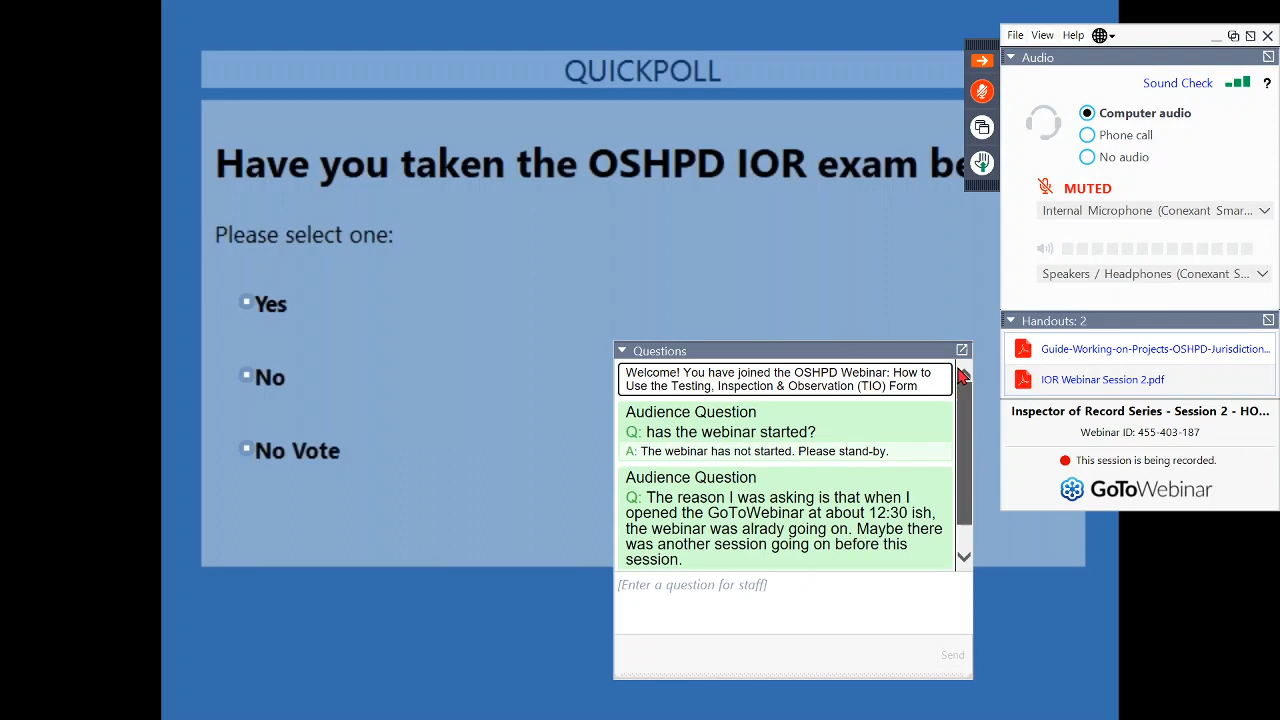 QUICKPOLL
Have you taken the OSHPD IOR exam be
Please select one:
Yes
No
No Vote
File View Help
Audio
Sound Check ?
Computer audio
Phone call
No audio
MUTED
Internal Microphone (Conexant Smar...
Speakers / Headphones (Conexant S...
Handouts: 2
Guide-Working-on-Projects-OSHPD-Jurisdiction...
IOR Webinar Session 2.pdf
Inspector of Record Series - Session 2 - HO...
Webinar ID: 455-403-187
This session is being recorded.
GoToWebinar
Questions
Welcome! You have joined the OSHPD Webinar: How to
Use the Testing, Inspection & Observation (TIO) Form
Audience Question
Q: has the webinar started?
A: The webinar has not started. Please stand-by.
Audience Question
Q: The reason I was asking is that when I
opened the GoToWebinar at about 12:30 ish,
the webinar was alrady going on. Maybe there
was another session going on before this
session.
[Enter a question for staff]
Send